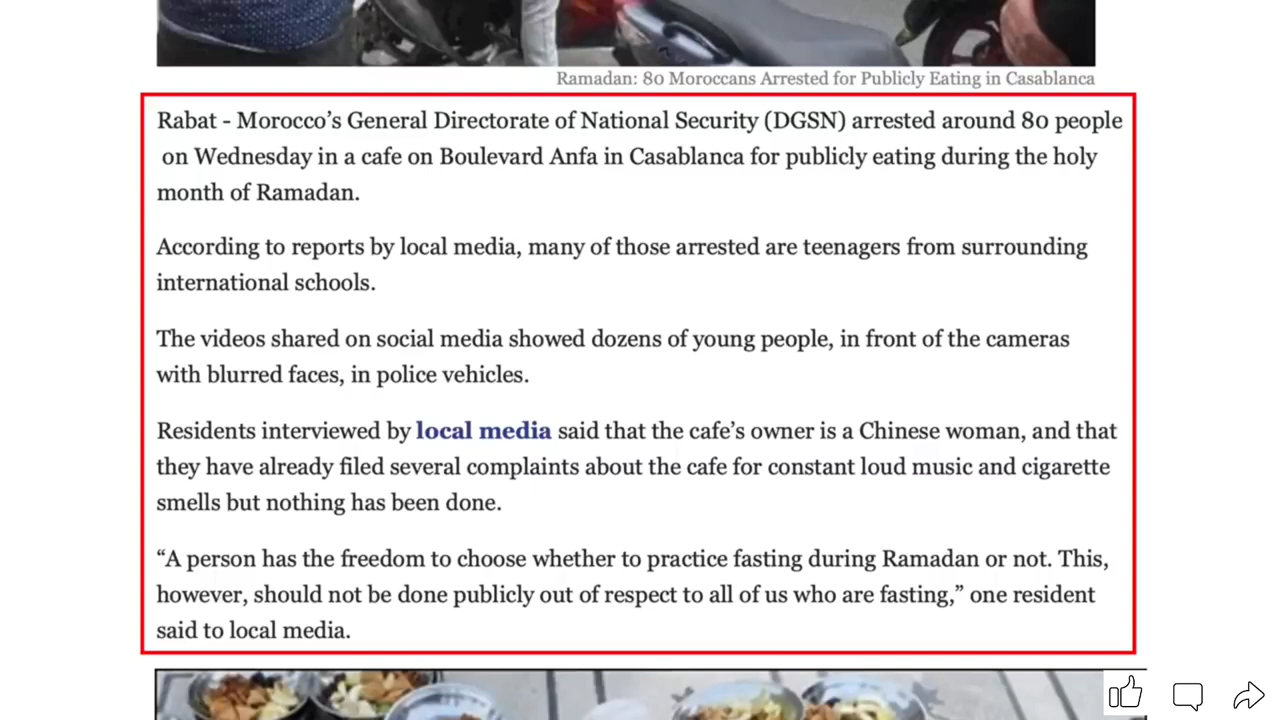 Ramadan: 80 Moroccans Arrested for Publicly Eating in Casablanca
Rabat - Morocco’s General Directorate of National Security (DGSN) arrested around 80 people
on Wednesday in a cafe on Boulevard Anfa in Casablanca for publicly eating during the holy
month of Ramadan.
According to reports by local media, many of those arrested are teenagers from surrounding
international schools.
The videos shared on social media showed dozens of young people, in front of the cameras
with blurred faces, in police vehicles.
Residents interviewed by local media said that the cafe’s owner is a Chinese woman, and that
they have already filed several complaints about the cafe for constant loud music and cigarette
smells but nothing has been done.
“A person has the freedom to choose whether to practice fasting during Ramadan or not. This,
however, should not be done publicly out of respect to all of us who are fasting,” one resident
said to local media.